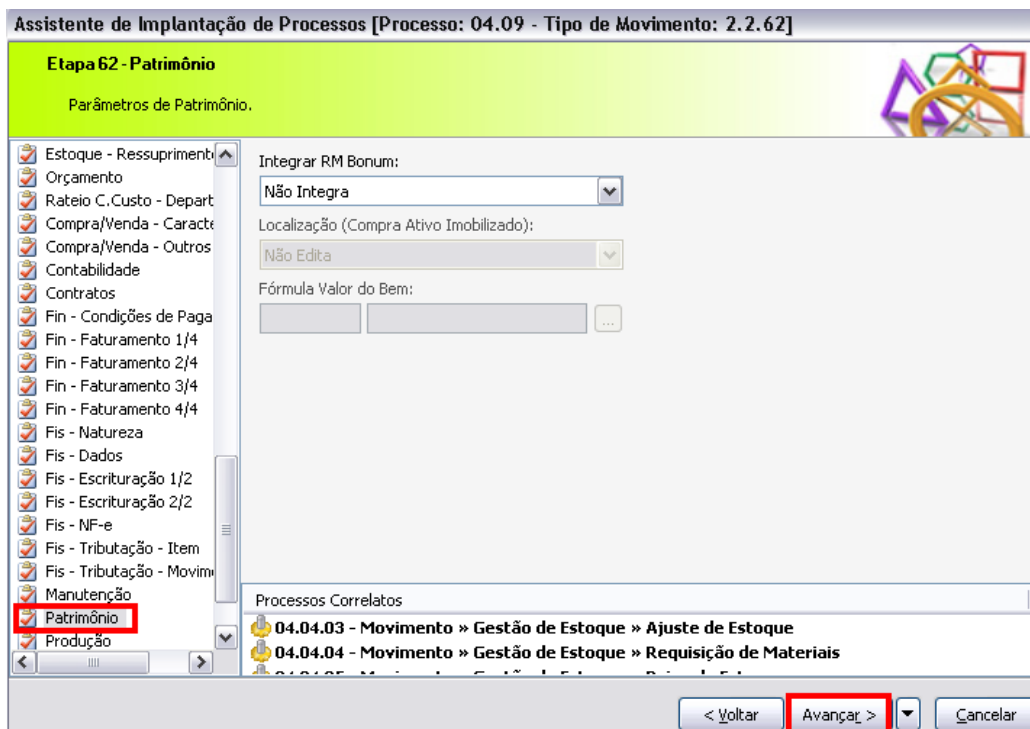 Assistente de Implantação de Processos [Processo: 04.09 - Tipo de Movimento: 2.2.62]
Etapa 62 - Patrimônio
Parâmetros de Patrimônio.
Estoque - Ressupriment
Orçamento
Rateio C.Custo - Depart
Compra/Venda - Caracte
Compra/Venda - Outros
Contabilidade
Contratos
Fin - Condições de Paga
Fin - Faturamento 1/4
Fin - Faturamento 2/4
Fin - Faturamento 3/4
Fin - Faturamento 4/4
Fis - Natureza
Fis - Dados
Fis - Escrituração 1/2
Fis - Escrituração 2/2
Fis - NF-e
Fis - Tributação - Item
Fis - Tributação - Movim
Manutenção
Patrimônio
Produção
Integrar RM Bonum:
Não Integra
Localização (Compra Ativo Imobilizado):
Não Edita
Fórmula Valor do Bem:
...
Processos Correlatos
04.04.03 - Movimento » Gestão de Estoque » Ajuste de Estoque
04.04.04 - Movimento » Gestão de Estoque » Requisição de Materiais
< Voltar
Avançar >
Cancelar